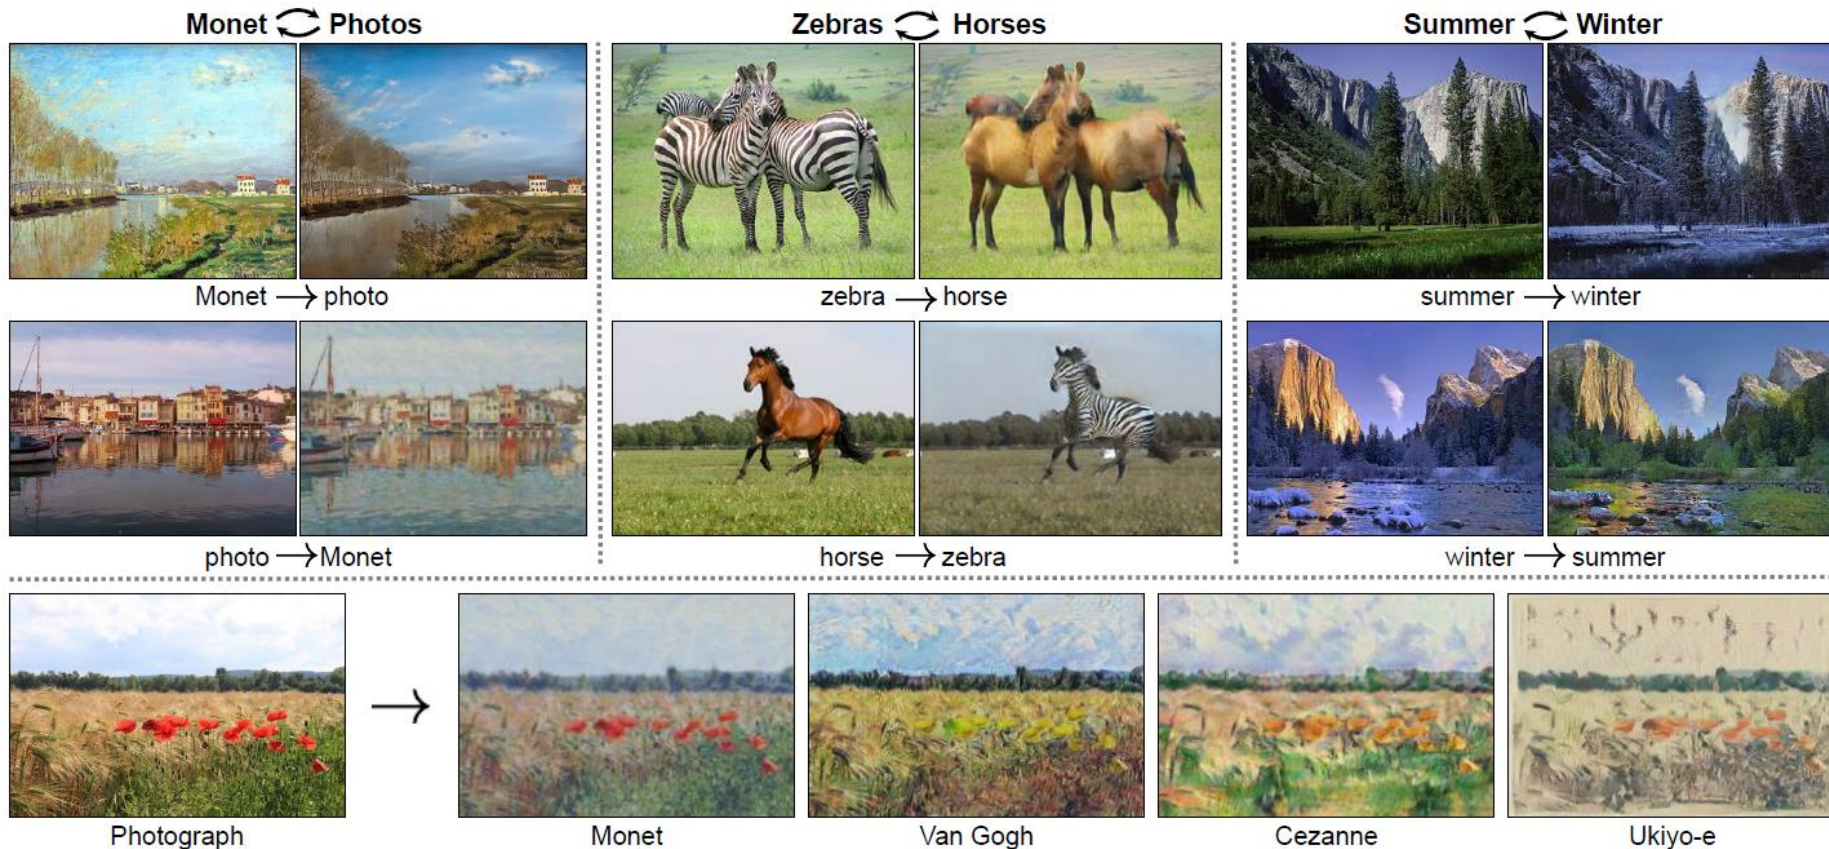 Monet Photos
Zebras Horses
Summer Winter
Monet → photo
zebra → horse
summer → winter
photo → Monet
horse → zebra
winter → summer
→
Photograph
Monet
Van Gogh
Cezanne
Ukiyo-e